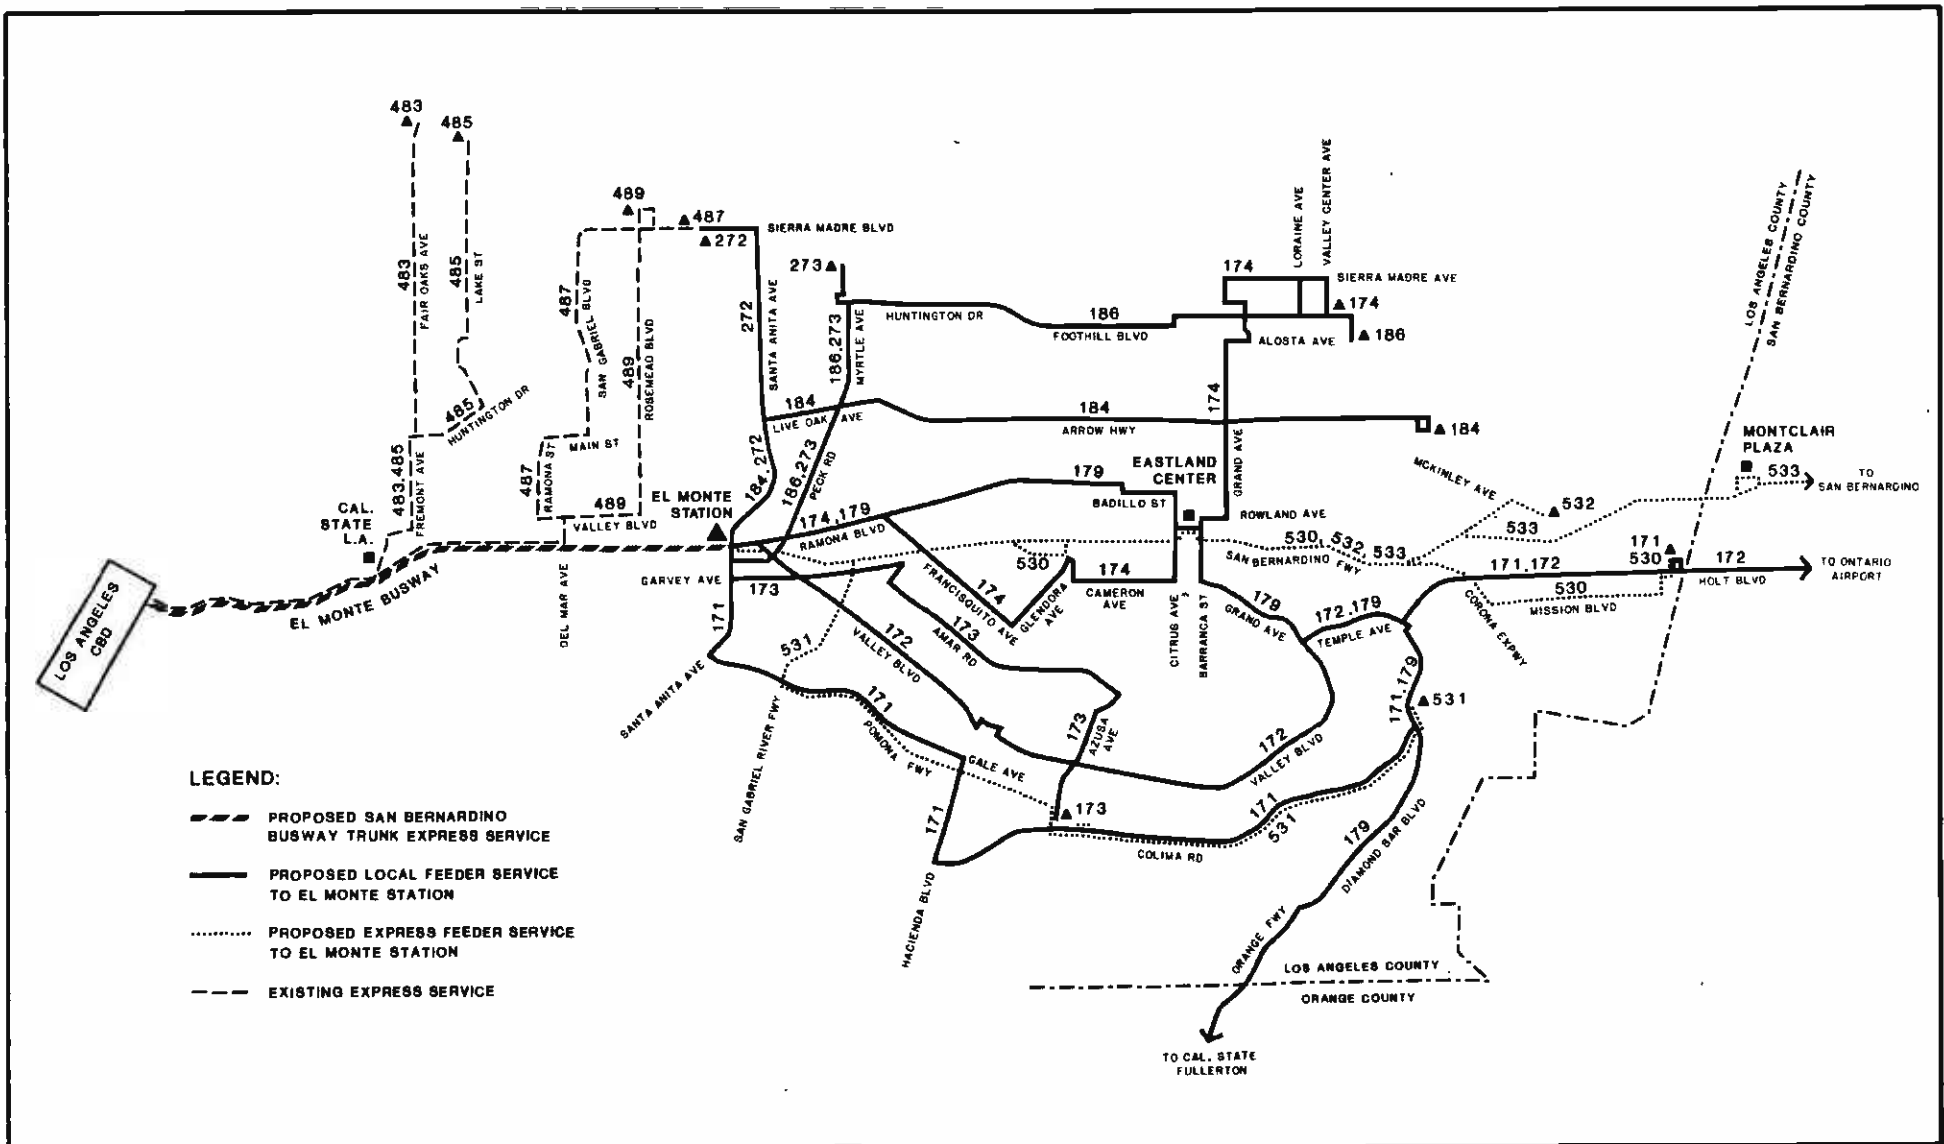 483
485
489
487
SIERRA MADRE BLVD
272
273
LORAINE AVE
VALLEY CENTER AVE
LOS ANGELES COUNTY
SAN BERNARDINO COUNTY
174
SIERRA MADRE AVE
174
483
FAIR OAKS AVE
485
LAKE ST
487
SAN GABRIEL BLVD
489
ROSEMEAD BLVD
272
SANTA ANITA AVE
186,273
MYRTLE AVE
HUNTINGTON DR
186
FOOTHILL BLVD
ALOSTA AVE
186
485
HUNTINGTON DR
184
LIVE OAK AVE
184
ARROW HWY
174
GRAND AVE
184
MONTCLAIR
PLAZA
533
TO
SAN BERNARDINO
483,485
FREMONT AVE
487
RAMONA ST
MAIN ST
489
VALLEY BLVD
184,272
186,273
PECK RD
179
BADILLO ST
EASTLAND
CENTER
ROWLAND AVE
MCKINLEY AVE
532
533
CAL.
STATE
L.A.
EL MONTE
STATION
174,179
RAMONA BLVD
530, 532, 533
SAN BERNARDINO FWY
171
530
171,172
172
HOLT BLVD
TO ONTARIO
AIRPORT
530
MISSION BLVD
CORONA EXPWY
LOS ANGELES
CBD
EL MONTE BUSWAY
DEL MAR AVE
GARVEY AVE
173
171
FRANCISQUITO AVE
174
530
GLENDORA
AVE
174
CAMERON
AVE
CITRUS AVE
BARRANCA ST
179
GRAND AVE
172,179
TEMPLE AVE
531
VALLEY BLVD
172
173
AMAR RD
171,179
531
SANTA ANITA AVE
SAN GABRIEL RIVER FWY
171
POMONA FWY
GALE AVE
173
AZUSA
AVE
172
VALLEY BLVD
173
171
531
COLIMA RD
171
HACIENDA BLVD
179
DIAMOND BAR BLVD
ORANGE FWY
LOS ANGELES COUNTY
ORANGE COUNTY
TO CAL. STATE
FULLERTON
LEGEND:
PROPOSED SAN BERNARDINO
BUSWAY TRUNK EXPRESS SERVICE
PROPOSED LOCAL FEEDER SERVICE
TO EL MONTE STATION
PROPOSED EXPRESS FEEDER SERVICE
TO EL MONTE STATION
EXISTING EXPRESS SERVICE